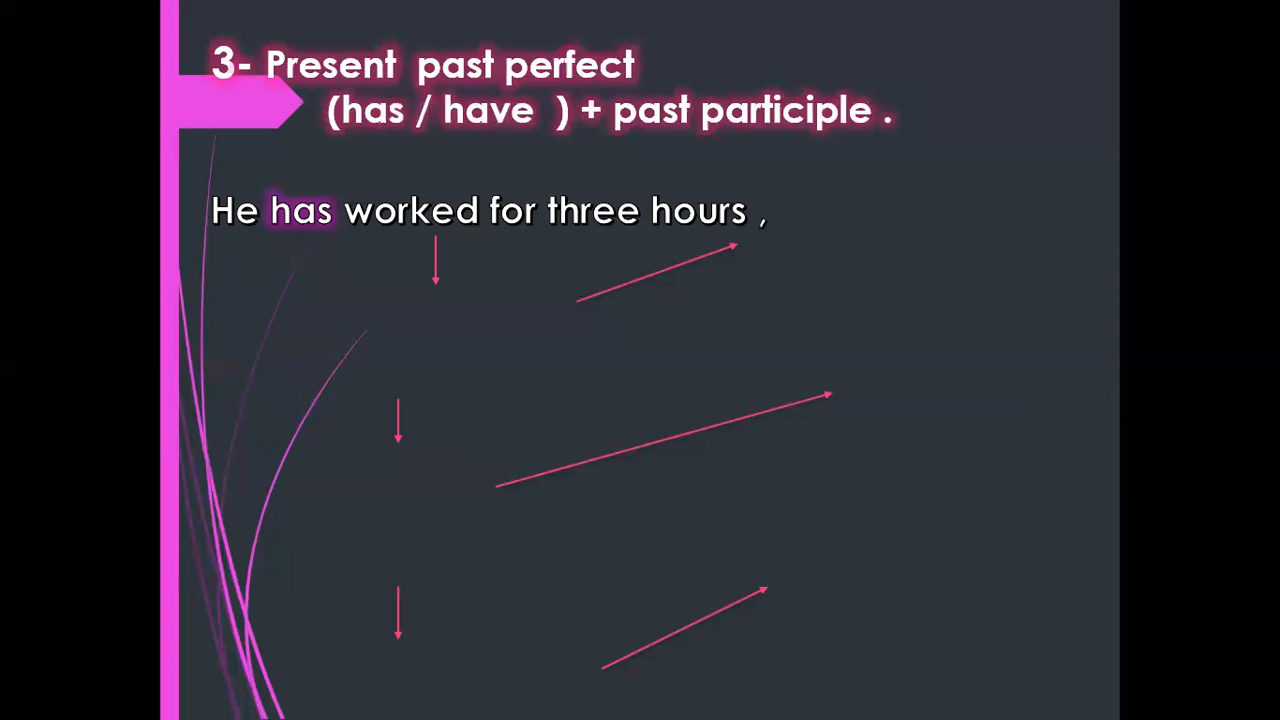 3- Present past perfect
(has / have ) + past participle .
He has worked for three hours ,